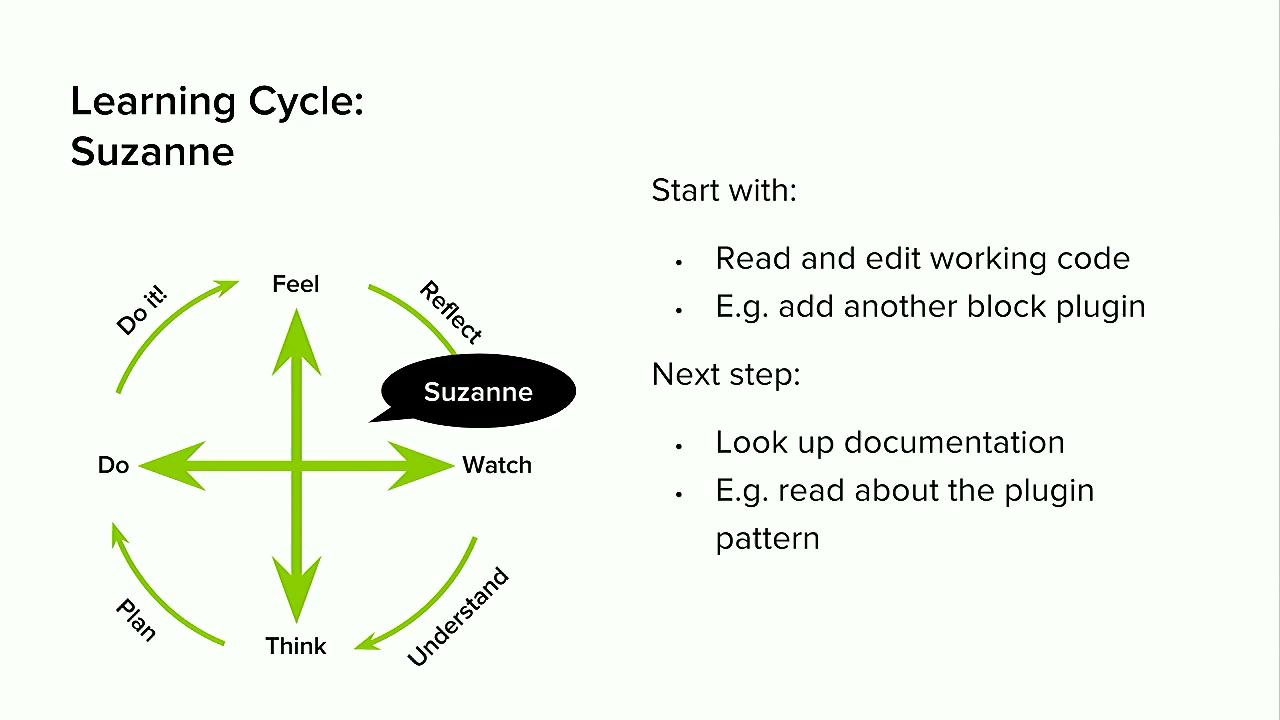 Learning Cycle:
Suzanne
Start with:
• Read and edit working code
• E.g. add another block plugin
Next step:
• Look up documentation
• E.g. read about the plugin
pattern
Feel
Do it!
Reflect
Suzanne
Do
Watch
Plan
Understand
Think